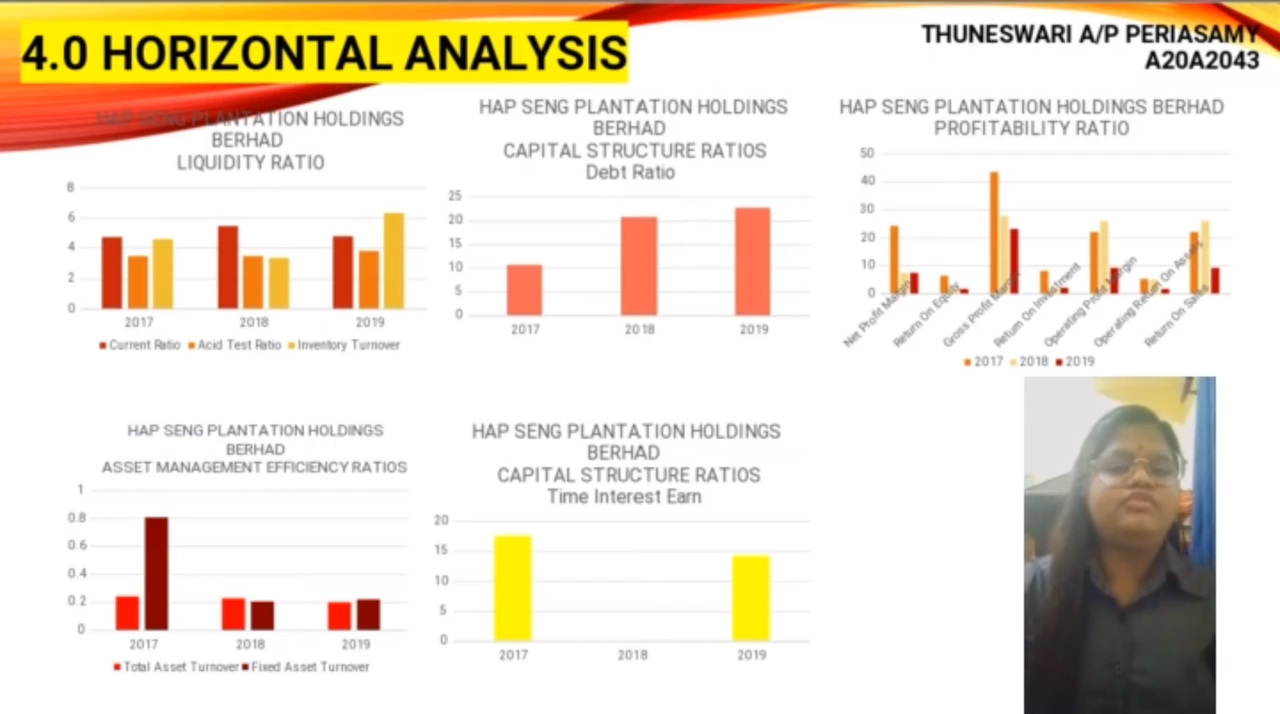 4.0 HORIZONTAL ANALYSIS
THUNESWARI A/P PERIASAMY
A20A2043
HAP SENG PLANTATION HOLDINGS
BERHAD
LIQUIDITY RATIO
8
6
4
2
0
2017
2018
2019
Current Ratio
Acid Test Ratio
Inventory Turnover
HAP SENG PLANTATION HOLDINGS
BERHAD
CAPITAL STRUCTURE RATIOS
Debt Ratio
25
20
15
10
5
0
2017
2018
2019
HAP SENG PLANTATION HOLDINGS BERHAD
PROFITABILITY RATIO
50
40
30
20
10
0
Net Profit Margin
Return On Equity
Gross Profit Margin
Return On Investment
Operating Profit Margin
Operating Return On Assets
Return On Sales
2017
2018
2019
HAP SENG PLANTATION HOLDINGS
BERHAD
ASSET MANAGEMENT EFFICIENCY RATIOS
1
0.8
0.6
0.4
0.2
0
2017
2018
2019
Total Asset Turnover
Fixed Asset Turnover
HAP SENG PLANTATION HOLDINGS
BERHAD
CAPITAL STRUCTURE RATIOS
Time Interest Earn
20
15
10
5
0
2017
2018
2019